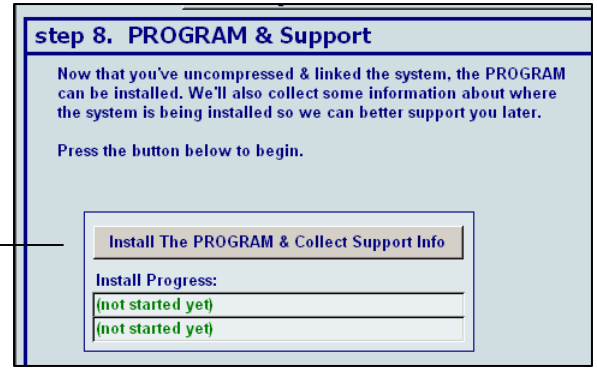 step 8. PROGRAM & Support
Now that you've uncompressed & linked the system, the PROGRAM
can be installed. We'll also collect some information about where
the system is being installed so we can better support you later.
Press the button below to begin.
Install The PROGRAM & Collect Support Info
Install Progress:
(not started yet)
(not started yet)